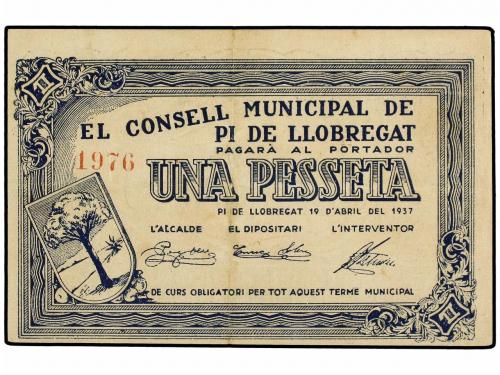 EL CONSELL MUNICIPAL DE
PI DE LLOBREGAT
PAGARÀ AL PORTADOR
1976
UNA PESSETA
PI DE LLOBREGAT 19 D'ABRIL DEL 1937
L'ALCALDE EL DIPOSITARI L'INTERVENTOR
DE CURS OBLIGATORI PER TOT AQUEST TERME MUNICIPAL